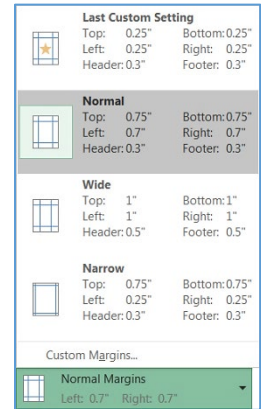 Last Custom Setting
Top: 0.25" Bottom: 0.25"
Left: 0.25" Right: 0.25"
Header: 0.3" Footer: 0.3"
Normal
Top: 0.75" Bottom: 0.75"
Left: 0.7" Right: 0.7"
Header: 0.3" Footer: 0.3"
Wide
Top: 1" Bottom: 1"
Left: 1" Right: 1"
Header: 0.5" Footer: 0.5"
Narrow
Top: 0.75" Bottom: 0.75"
Left: 0.25" Right: 0.25"
Header: 0.3" Footer: 0.3"
Custom Margins...
Normal Margins
Left: 0.7" Right: 0.7"